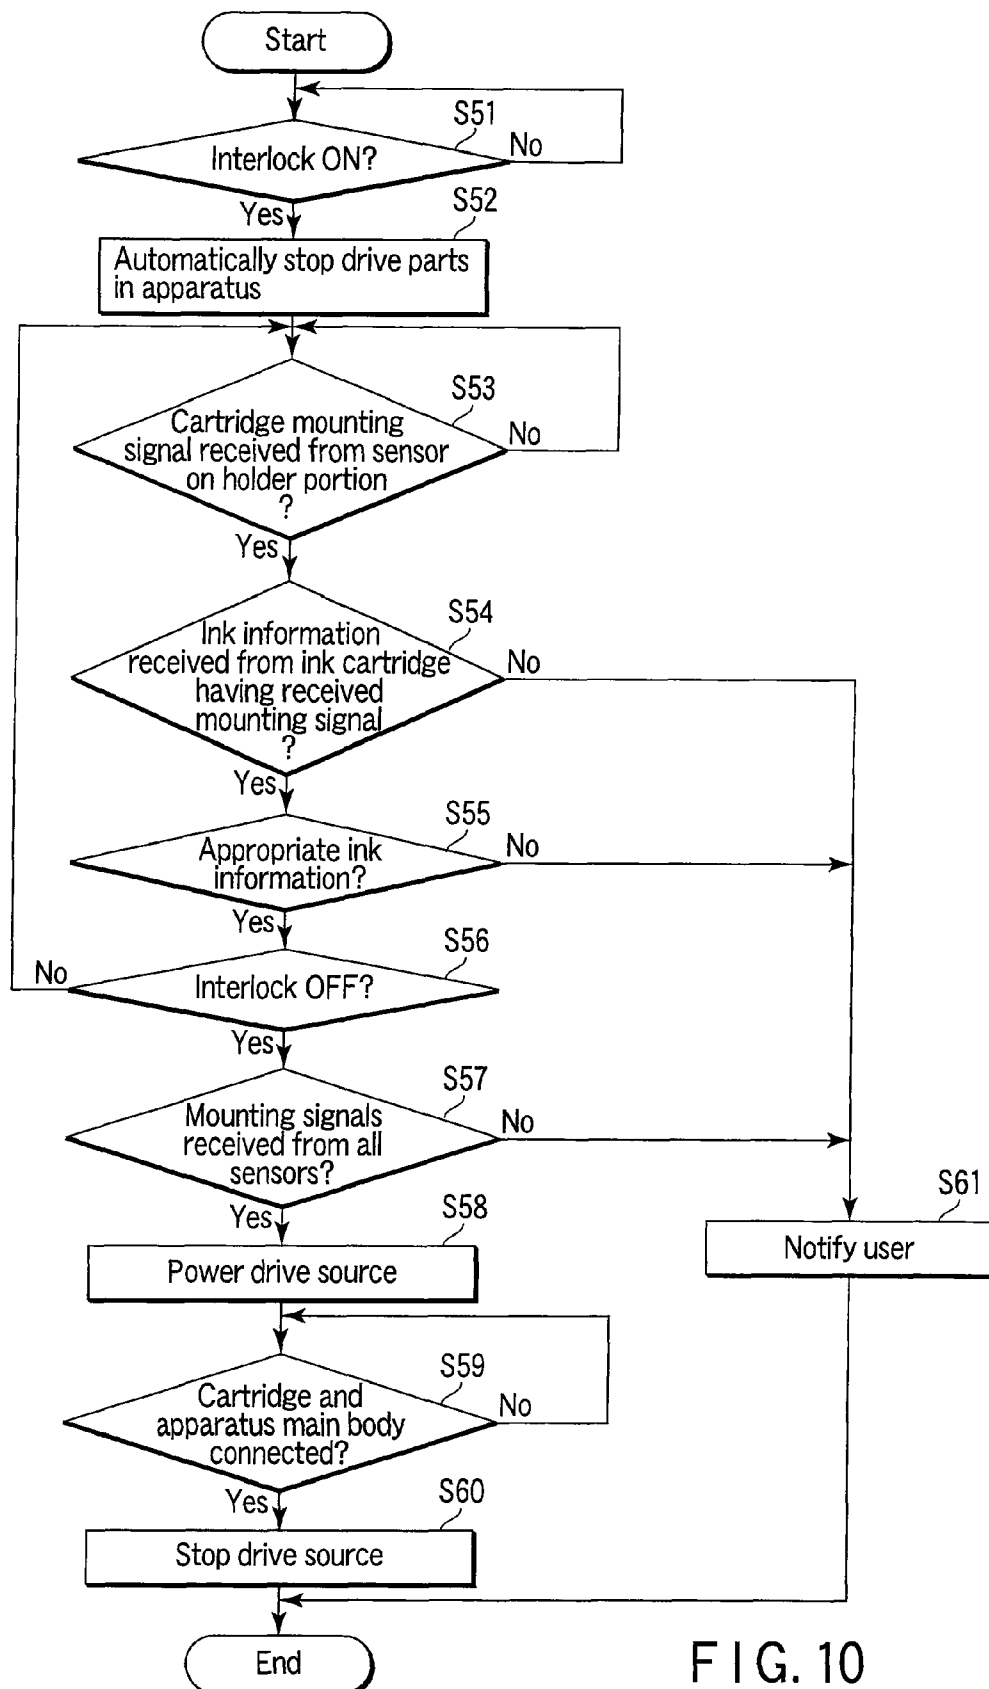 Start
S51
Interlock ON?
No
Yes
S52
Automatically stop drive parts
in apparatus
S53
Cartridge mounting
signal received from sensor
on holder portion
?
No
Yes
S54
Ink information
received from ink cartridge
having received
mounting signal
?
No
Yes
S55
Appropriate ink
information?
No
Yes
S56
Interlock OFF?
No
Yes
S57
Mounting signals
received from all
sensors?
No
Yes
S58
Power drive source
S61
Notify user
S59
Cartridge and
apparatus main body
connected?
No
Yes
S60
Stop drive source
End
FIG. 10